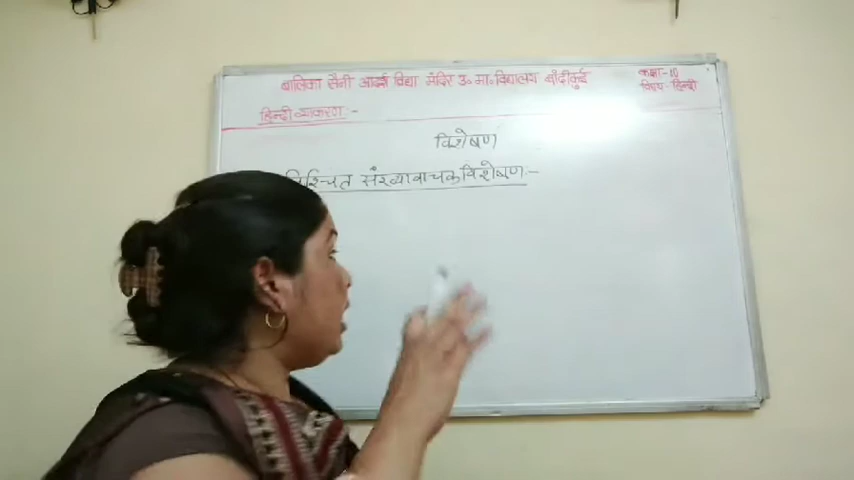 बालिका सैनी आदर्श विद्या मंदिर उ० मा० विद्यालय बाँदीकुई
कक्षा-10
विषय-हिन्दी
हिन्दी व्याकरण :-
विशेषण
निश्चित संख्यावाचक विशेषण:-